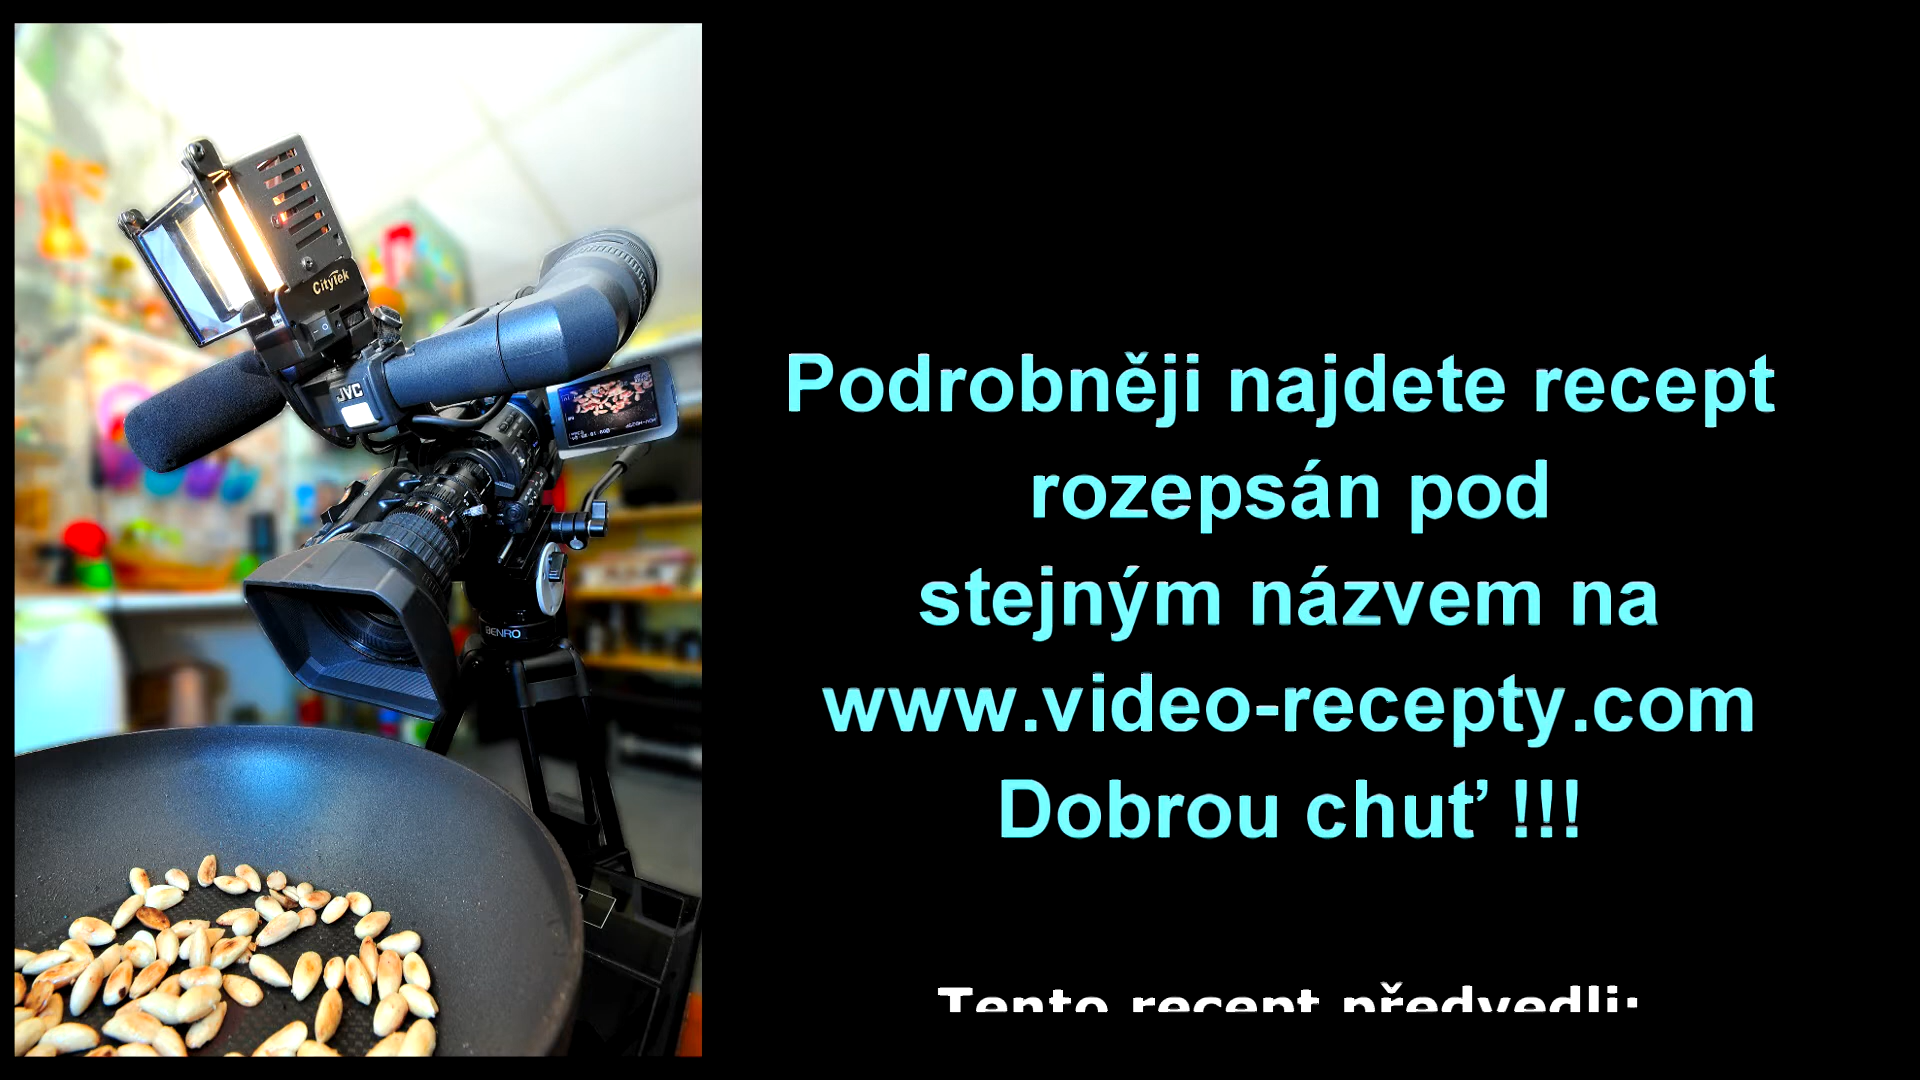 CityTek
JVC
BENRO
Podrobněji najdete recept
rozepsán pod
stejným názvem na
www.video-recepty.com
Dobrou chuť !!!
Tento recept předvedli: